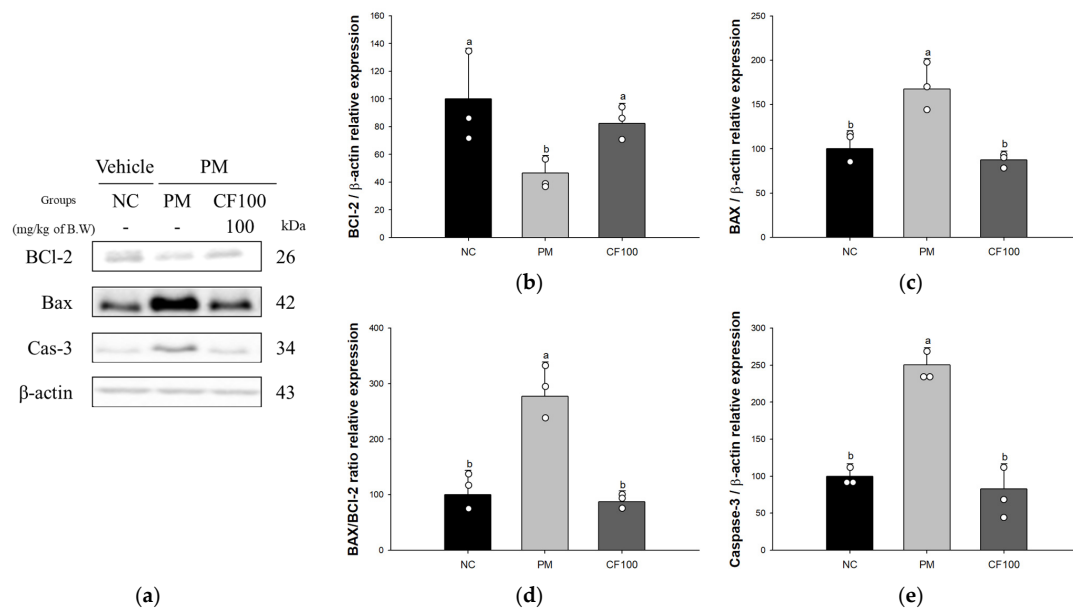 Vehicle PM
Groups NC PM CF100
(mg/kg of B.W) - - 100 kDa
BCl-2 26
Bax 42
Cas-3 34
β-actin 43
(a)
BCl-2 / β-actin relative expression
160
140
120
100
80
60
40
20
0
a
b
a
NC PM CF100
(b)
BAX / β-actin relative expression
250
200
150
100
50
0
b
a
b
NC PM CF100
(c)
BAX/BCl-2 ratio relative expression
400
300
200
100
0
b
a
b
NC PM CF100
(d)
Caspase-3 / β-actin relative expression
300
250
200
150
100
50
0
b
a
b
NC PM CF100
(e)